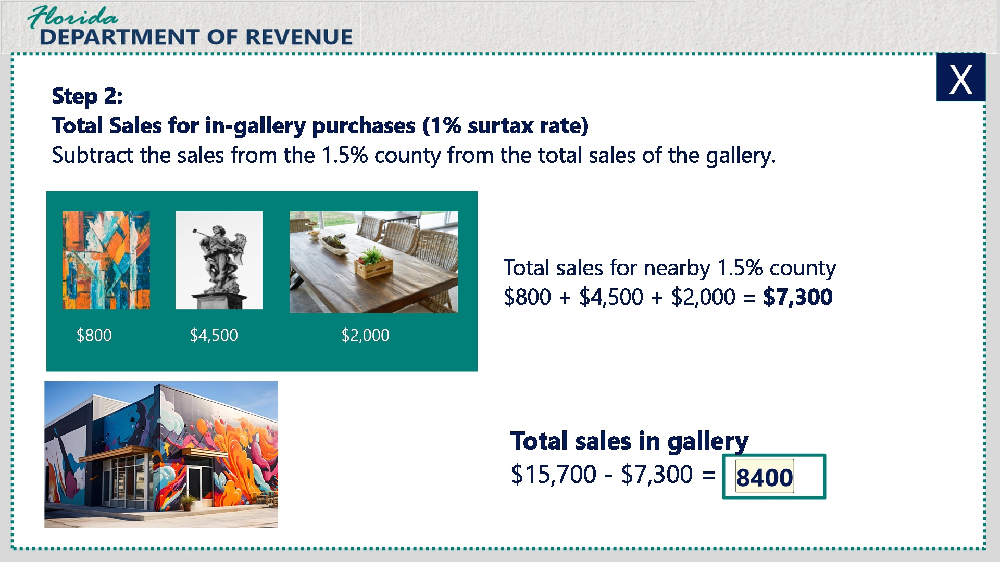 Florida
DEPARTMENT OF REVENUE
X
Step 2:
Total Sales for in-gallery purchases (1% surtax rate)
Subtract the sales from the 1.5% county from the total sales of the gallery.
$800 $4,500 $2,000
Total sales for nearby 1.5% county
$800 + $4,500 + $2,000 = $7,300
Total sales in gallery
$15,700 - $7,300 = 8400